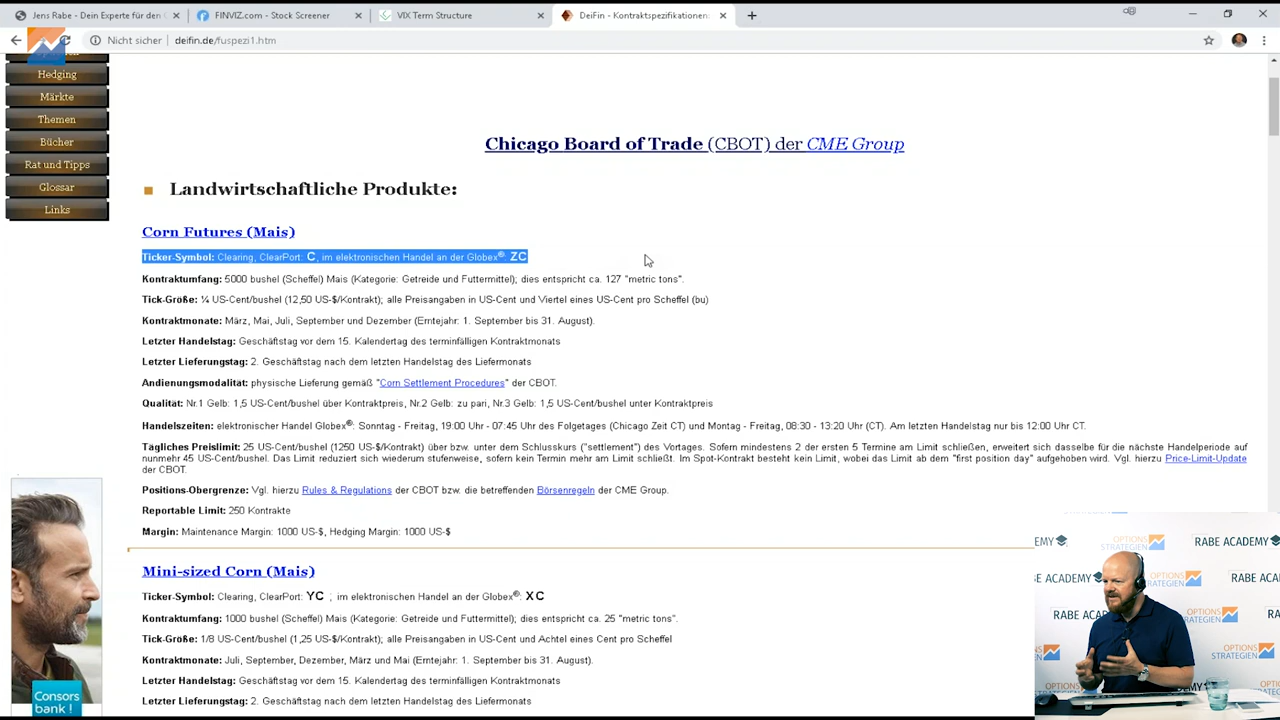 Jens Rabe - Dein Experte für den
FINVIZ.com - Stock Screener
VIX Term Structure
DeiFin - Kontraktspezifikationen:
Nicht sicher
deifin.de/fuspezi1.htm
Hedging
Märkte
Themen
Bücher
Rat und Tipps
Glossar
Links
Chicago Board of Trade (CBOT) der CME Group
Landwirtschaftliche Produkte:
Corn Futures (Mais)
Ticker-Symbol: Clearing, ClearPort: C, im elektronischen Handel an der Globex®: ZC
Kontraktumfang: 5000 bushel (Scheffel) Mais (Kategorie: Getreide und Futtermittel); dies entspricht ca. 127 "metric tons".
Tick-Größe: ¼ US-Cent/bushel (12,50 US-$/Kontrakt); alle Preisangaben in US-Cent und Viertel eines US-Cent pro Scheffel (bu)
Kontraktmonate: März, Mai, Juli, September und Dezember (Erntejahr: 1. September bis 31. August).
Letzter Handelstag: Geschäftstag vor dem 15. Kalendertag des terminfälligen Kontraktmonats
Letzter Lieferungstag: 2. Geschäftstag nach dem letzten Handelstag des Liefermonats
Andienungsmodalität: physische Lieferung gemäß "Corn Settlement Procedures" der CBOT.
Qualität: Nr.1 Gelb: 1,5 US-Cent/bushel über Kontraktpreis, Nr.2 Gelb: zu pari, Nr.3 Gelb: 1,5 US-Cent/bushel unter Kontraktpreis
Handelszeiten: elektronischer Handel Globex®: Sonntag - Freitag, 19:00 Uhr - 07:45 Uhr des Folgetages (Chicago Zeit CT) und Montag - Freitag, 08:30 - 13:20 Uhr (CT). Am letzten Handelstag nur bis 12:00 Uhr CT.
Tägliches Preislimit: 25 US-Cent/bushel (1250 US-$/Kontrakt) über bzw. unter dem Schlusskurs ("settlement") des Vortages. Sofern mindestens 2 der ersten 5 Termine am Limit schließen, erweitert sich dasselbe für die nächste Handelperiode auf
nunmehr 45 US-Cent/bushel. Das Limit reduziert sich wiederum stufenweise, sofern kein Termin mehr am Limit schließt. Im Spot-Kontrakt besteht kein Limit, wobei das Limit ab dem "first position day" aufgehoben wird. Vgl. hierzu Price-Limit-Update
der CBOT.
Positions-Obergrenze: Vgl. hierzu Rules & Regulations der CBOT bzw. die betreffenden Börsenregeln der CME Group.
Reportable Limit: 250 Kontrakte
Margin: Maintenance Margin: 1000 US-$, Hedging Margin: 1000 US-$
Mini-sized Corn (Mais)
Ticker-Symbol: Clearing, ClearPort: YC ; im elektronischen Handel an der Globex®: XC
Kontraktumfang: 1000 bushel (Scheffel) Mais (Kategorie: Getreide und Futtermittel); dies entspricht ca. 25 "metric tons".
Tick-Größe: 1/8 US-Cent/bushel (1,25 US-$/Kontrakt); alle Preisangaben in US-Cent und Achtel eines Cent pro Scheffel
Kontraktmonate: Juli, September, Dezember, März und Mai (Erntejahr: 1. September bis 31. August).
Letzter Handelstag: Geschäftstag vor dem 15. Kalendertag des terminfälligen Kontraktmonats
Letzter Lieferungstag: 2. Geschäftstag nach dem letzten Handelstag des Liefermonats
Consors
bank!
OPTIONS
STRATEGIEN
RABE ACADEMY
RABE ACADEMY
OPTIONS
STRATEGIEN
RABE ACADEMY
OPTIONS
STRATEGIEN